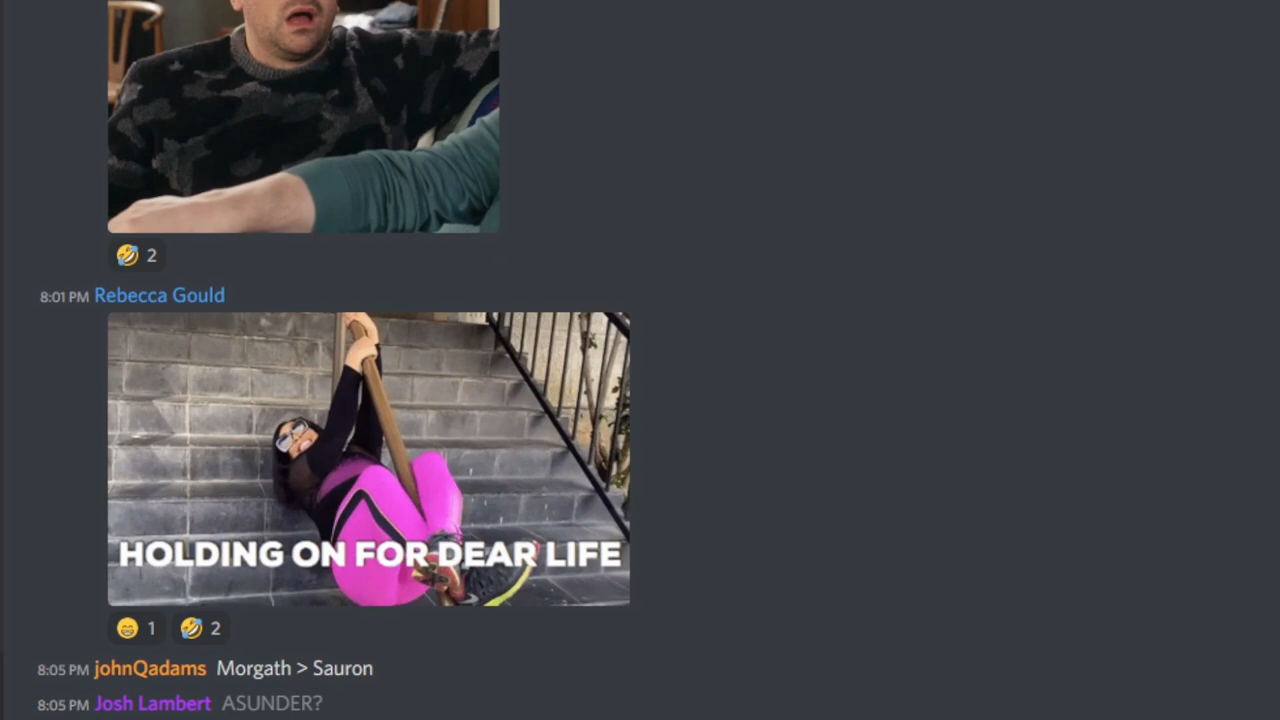 2
8:01 PM Rebecca Gould
HOLDING ON FOR DEAR LIFE
1 2
8:05 PM johnQadams Morgath > Sauron
8:05 PM Josh Lambert ASUNDER?